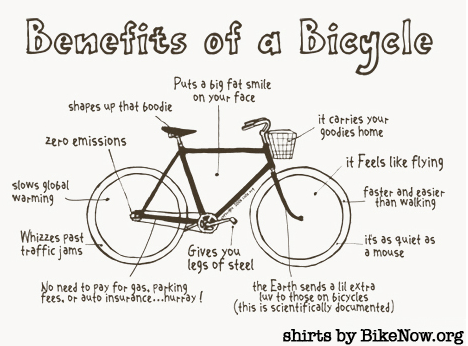 Benefits of a Bicycle
Puts a big fat smile
on your face
shapes up that boodie
it carries your
goodies home
zero emissions
it Feels like flying
slows global
warming
faster and easier
than walking
Whizzes past
traffic jams
Gives you
legs of steel
it's as quiet as
a mouse
No need to pay for gas, parking
fees, or auto insurance...hurray!
the Earth sends a lil extra
luv to those on bicycles
(this is scientifically documented)
shirts by BikeNow.org